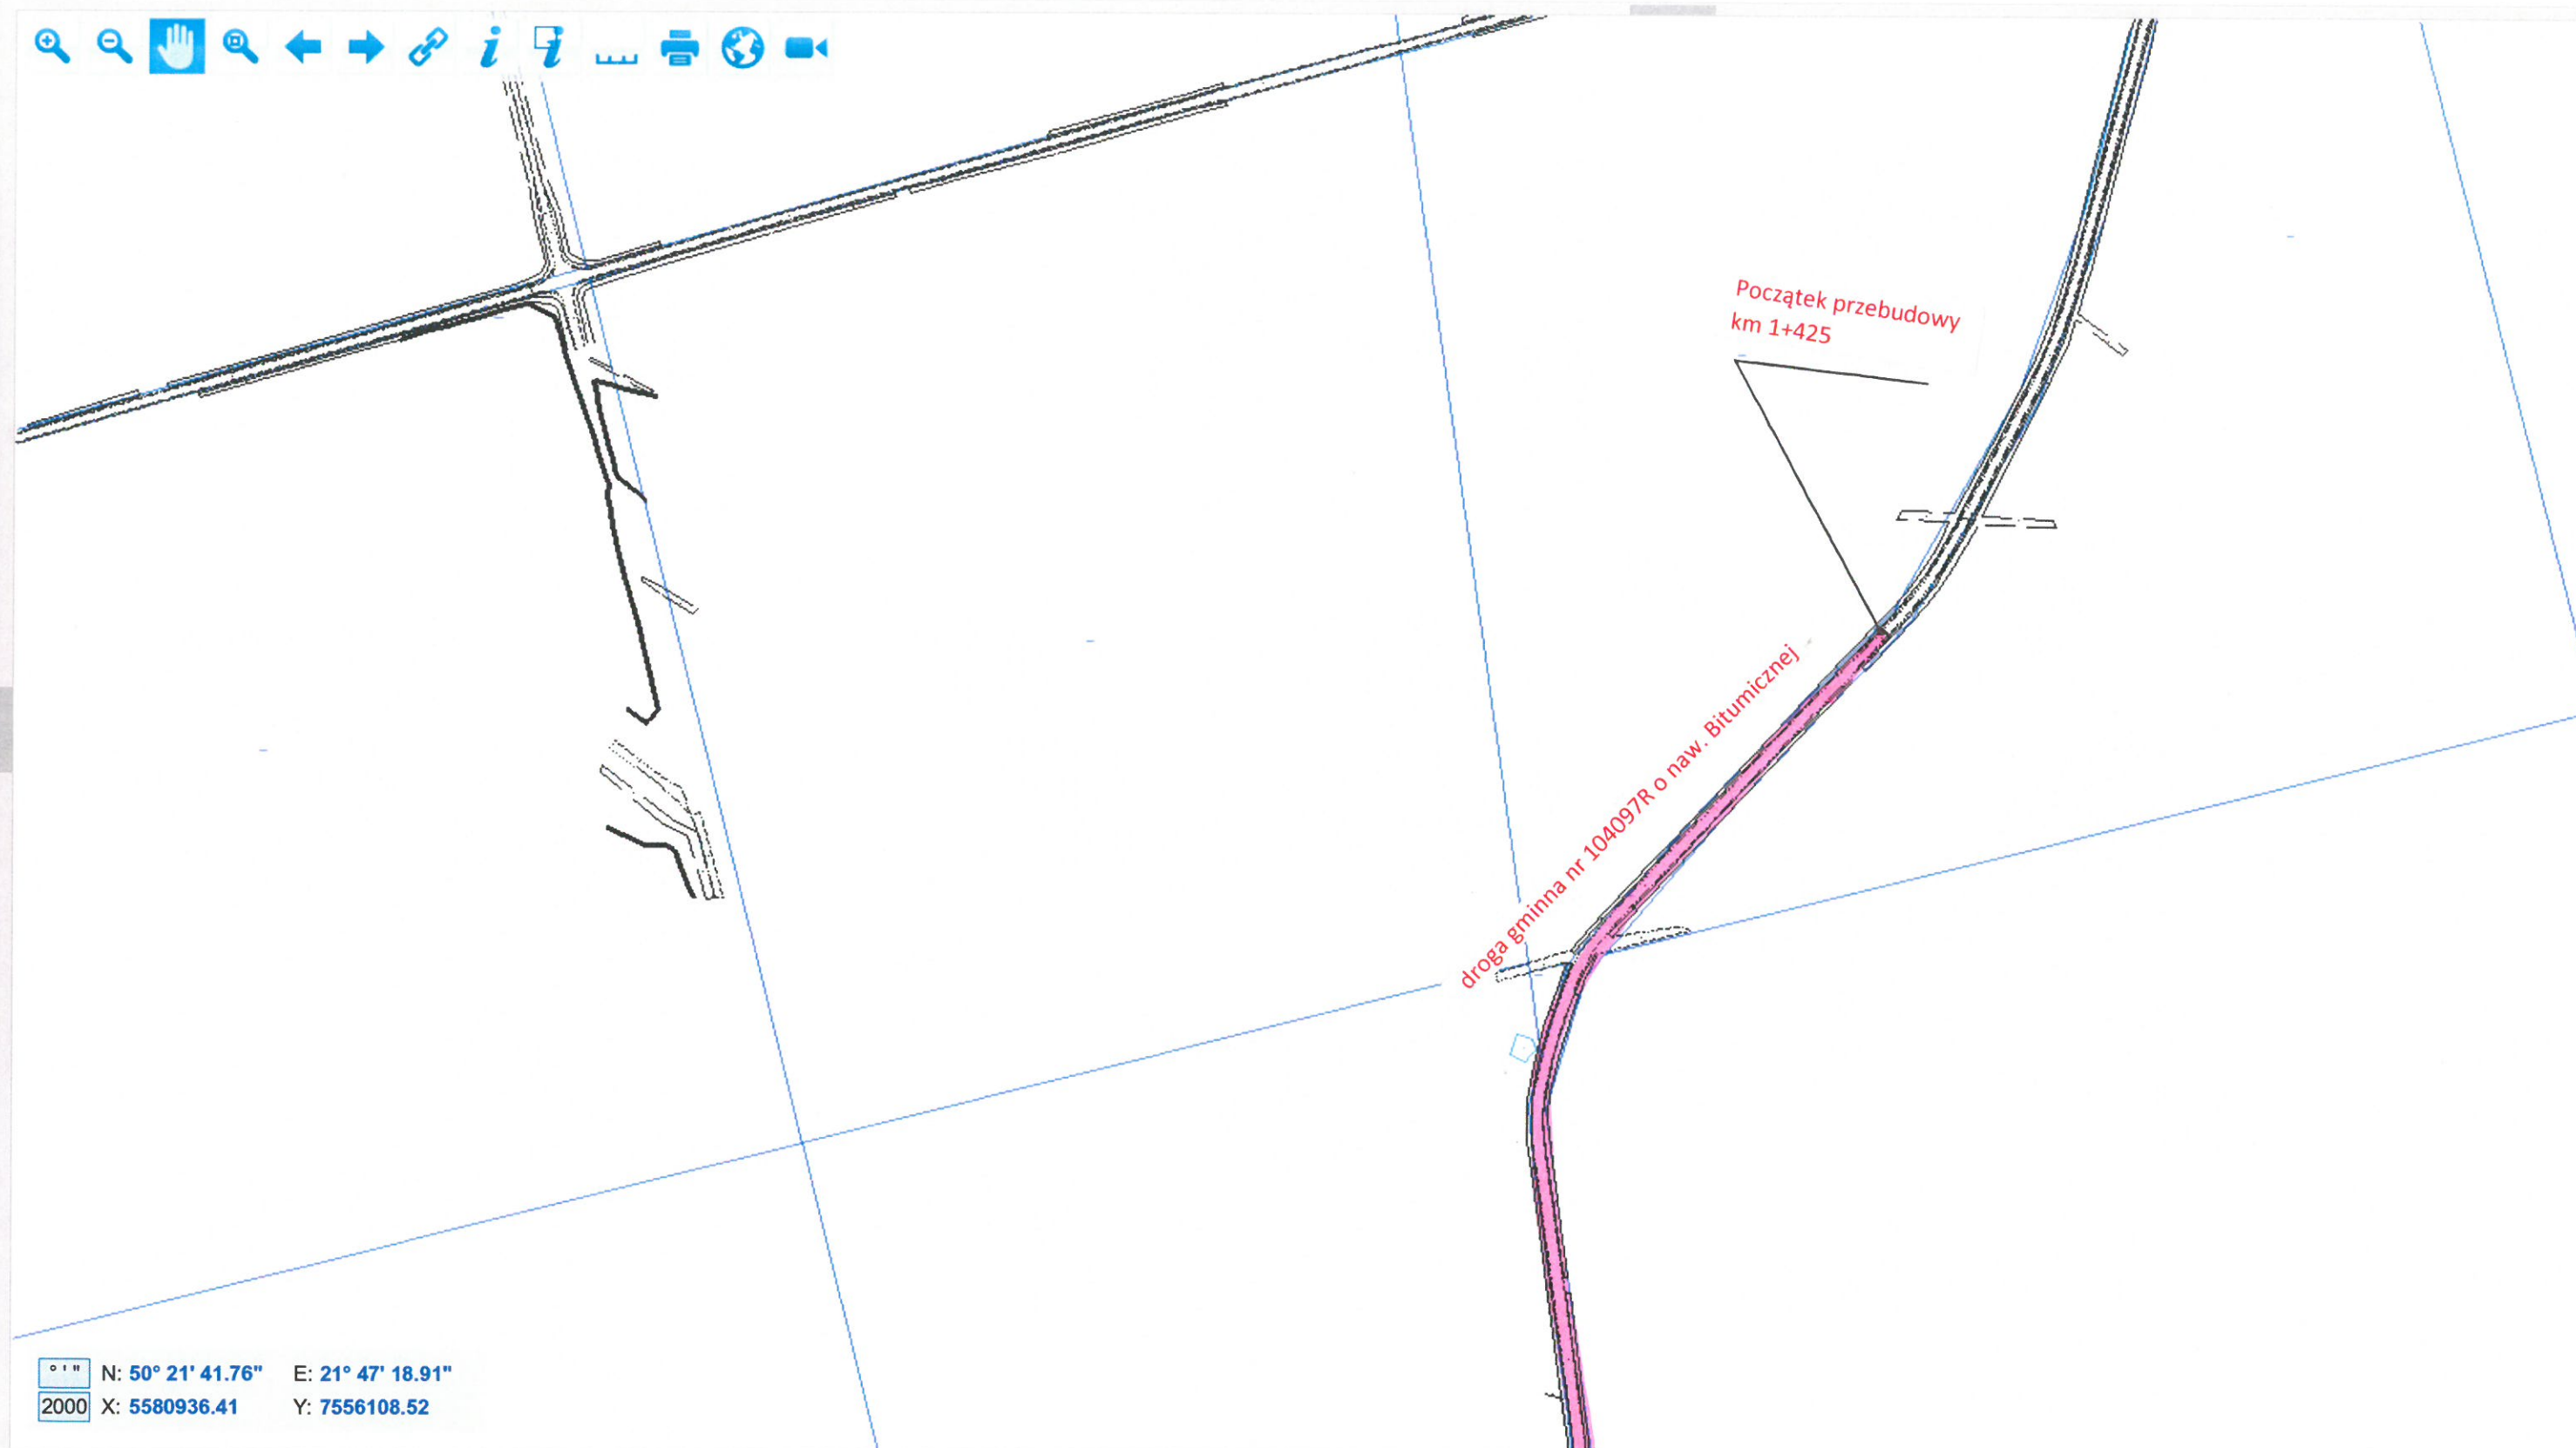 Początek przebudowy
km 1+425
droga gminna nr 104097R o naw. Bitumicznej
° ' " N: 50° 21' 41.76" E: 21° 47' 18.91"
2000 X: 5580936.41 Y: 7556108.52